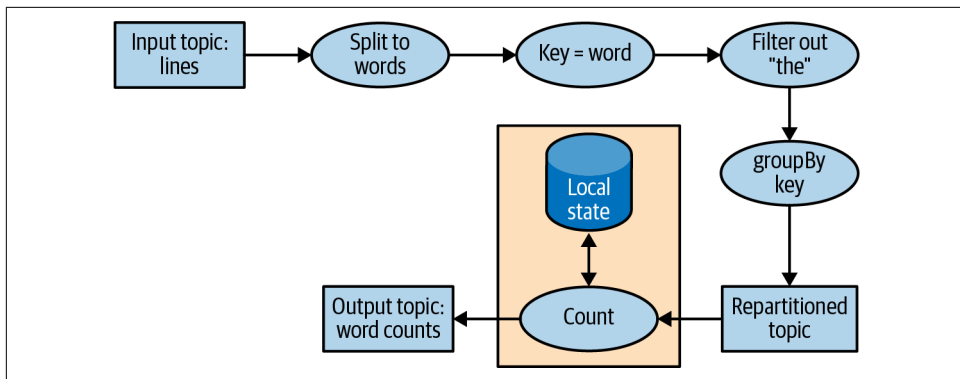 Input topic:
lines
Split to
words
Key = word
Filter out
"the"
groupBy
key
Local
state
Output topic:
word counts
Count
Repartitioned
topic